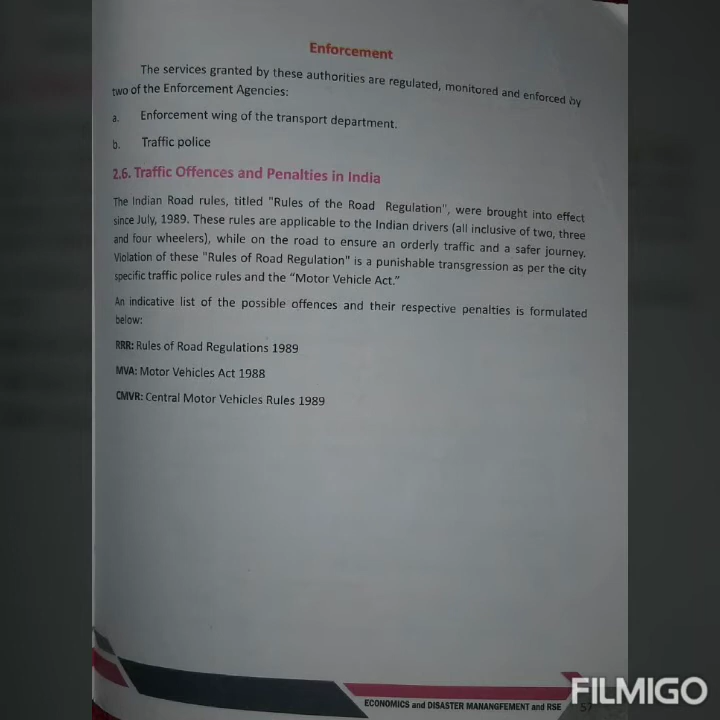 Enforcement
The services granted by these authorities are regulated, monitored and enforced by
two of the Enforcement Agencies:
a. Enforcement wing of the transport department.
b. Traffic police
2.6. Traffic Offences and Penalties in India
The Indian Road rules, titled "Rules of the Road Regulation", were brought into effect
since July, 1989. These rules are applicable to the Indian drivers (all inclusive of two, three
and four wheelers), while on the road to ensure an orderly traffic and a safer journey.
Violation of these "Rules of Road Regulation" is a punishable transgression as per the city
specific traffic police rules and the "Motor Vehicle Act."
An indicative list of the possible offences and their respective penalties is formulated
below:
RRR: Rules of Road Regulations 1989
MVA: Motor Vehicles Act 1988
CMVR: Central Motor Vehicles Rules 1989
ECONOMICS and DISASTER MANANGFEMENT and RSE 57
FILMIGO